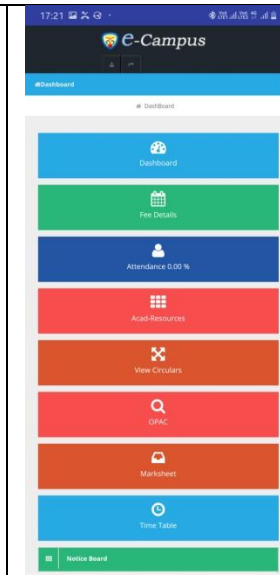 17:21
e-Campus
Dashboard
DashBoard
Dashboard
Fee Details
Attendance 0.00 %
Acad-Resources
View Circulars
OPAC
Marksheet
Time Table
Notice Board